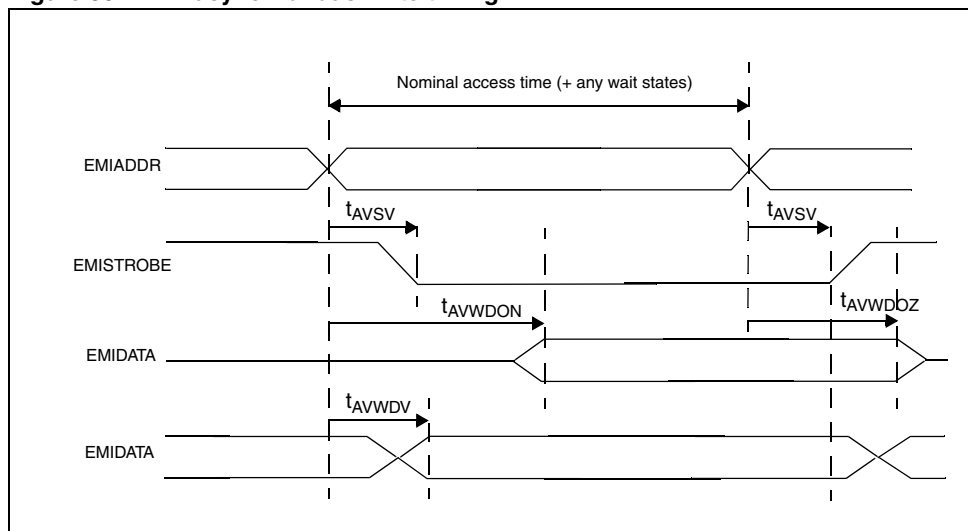 Nominal access time (+ any wait states)
EMIADDR
tAVSV
tAVSV
EMISTROBE
tAVWDON
tAVWDOZ
EMIDATA
tAVWDV
EMIDATA